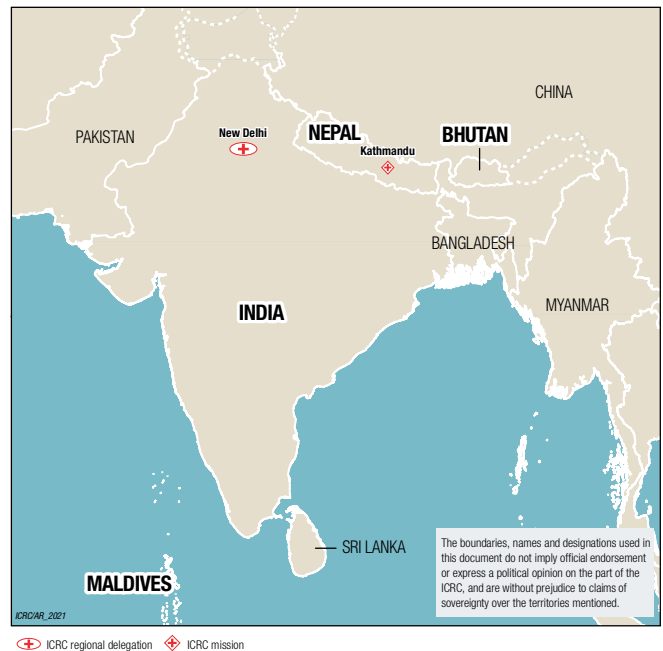 CHINA
PAKISTAN
New Delhi
NEPAL
BHUTAN
Kathmandu
BANGLADESH
INDIA
MYANMAR
SRI LANKA
MALDIVES
The boundaries, names and designations used in
this document do not imply official endorsement
or express a political opinion on the part of the
ICRC, and are without prejudice to claims of
sovereignty over the territories mentioned.
ICRC/AR_2021
ICRC regional delegation
ICRC mission